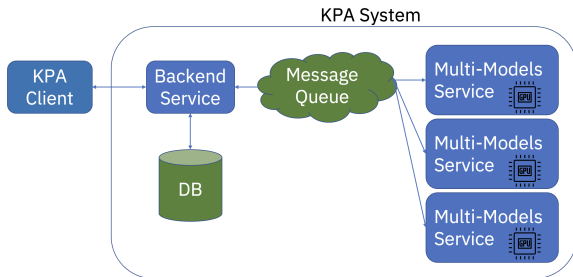 KPA System
KPA
Client
Backend
Service
Message
Queue
DB
Multi-Models
Service
GPU
Multi-Models
Service
GPU
Multi-Models
Service
GPU